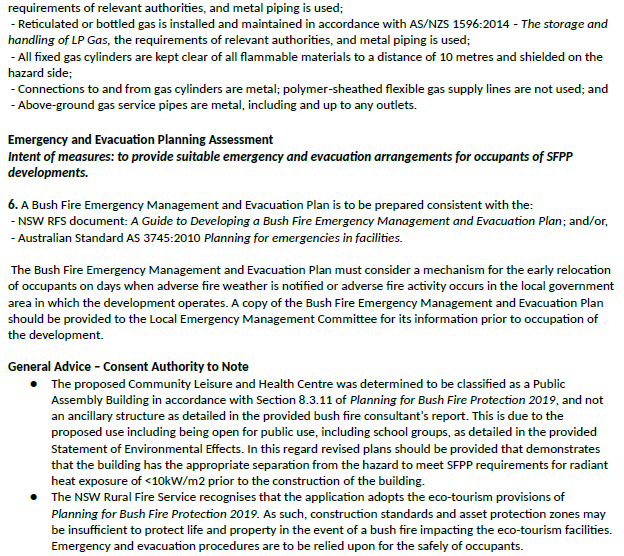 requirements of relevant authorities, and metal piping is used;
- Reticulated or bottled gas is installed and maintained in accordance with AS/NZS 1596:2014 - The storage and
handling of LP Gas, the requirements of relevant authorities, and metal piping is used;
- All fixed gas cylinders are kept clear of all flammable materials to a distance of 10 metres and shielded on the
hazard side;
- Connections to and from gas cylinders are metal; polymer-sheathed flexible gas supply lines are not used; and
- Above-ground gas service pipes are metal, including and up to any outlets.
Emergency and Evacuation Planning Assessment
Intent of measures: to provide suitable emergency and evacuation arrangements for occupants of SFPP
developments.
6. A Bush Fire Emergency Management and Evacuation Plan is to be prepared consistent with the:
- NSW RFS document: A Guide to Developing a Bush Fire Emergency Management and Evacuation Plan; and/or,
- Australian Standard AS 3745:2010 Planning for emergencies in facilities.
The Bush Fire Emergency Management and Evacuation Plan must consider a mechanism for the early relocation
of occupants on days when adverse fire weather is notified or adverse fire activity occurs in the local government
area in which the development operates. A copy of the Bush Fire Emergency Management and Evacuation Plan
should be provided to the Local Emergency Management Committee for its information prior to occupation of
the development.
General Advice – Consent Authority to Note
● The proposed Community Leisure and Health Centre was determined to be classified as a Public
Assembly Building in accordance with Section 8.3.11 of Planning for Bush Fire Protection 2019, and not
an ancillary structure as detailed in the provided bush fire consultant's report. This is due to the
proposed use including being open for public use, including school groups, as detailed in the provided
Statement of Environmental Effects. In this regard revised plans should be provided that demonstrates
that the building has the appropriate separation from the hazard to meet SFPP requirements for radiant
heat exposure of <10kW/m2 prior to the construction of the building.
● The NSW Rural Fire Service recognises that the application adopts the eco-tourism provisions of
Planning for Bush Fire Protection 2019. As such, construction standards and asset protection zones may
be insufficient to protect life and property in the event of a bush fire impacting the eco-tourism facilities.
Emergency and evacuation procedures are to be relied upon for the safely of occupants.